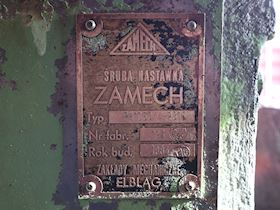 ZAMECH
ŚRUBA NASTAWNA
ZAMECH
Typ
Nr fabr.
Rok bud.
ZAKŁADY MECHANICZNE
ELBLĄG